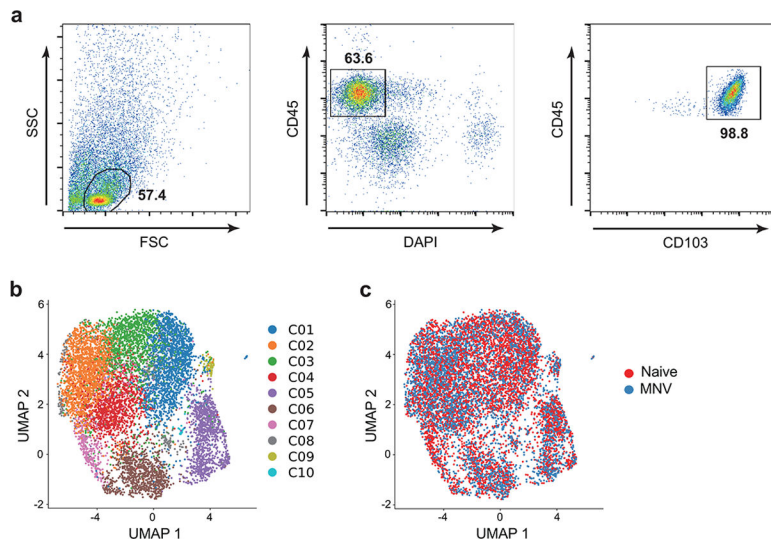 a
SSC
57.4
FSC
63.6
CD45
DAPI
CD45
98.8
CD103
b
6
4
2
0
-2
UMAP 2
-4
0
4
UMAP 1
C01
C02
C03
C04
C05
C06
C07
C08
C09
C10
c
6
4
2
0
-2
UMAP 2
-4
0
4
UMAP 1
Naive
MNV